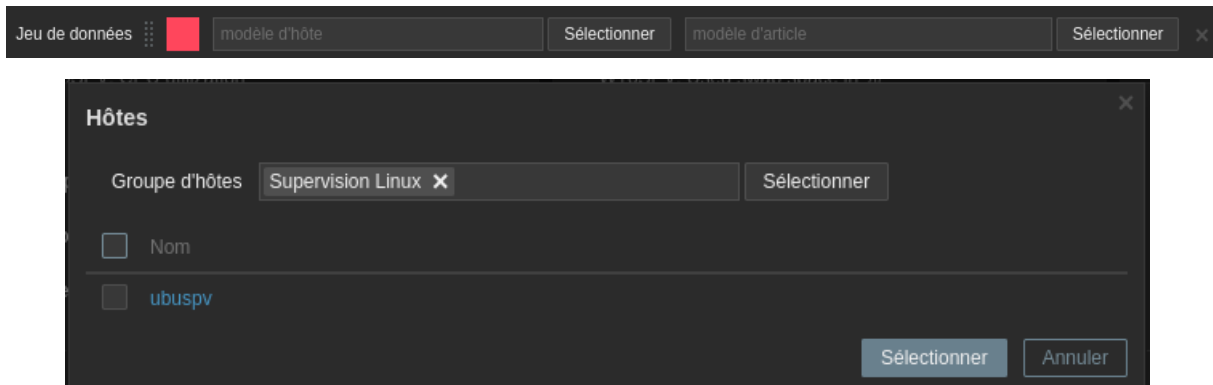 Jeu de données modèle d'hôte Sélectionner modèle d'article Sélectionner
Hôtes
Groupe d'hôtes Supervision Linux Sélectionner
Nom
ubuspv
Sélectionner Annuler